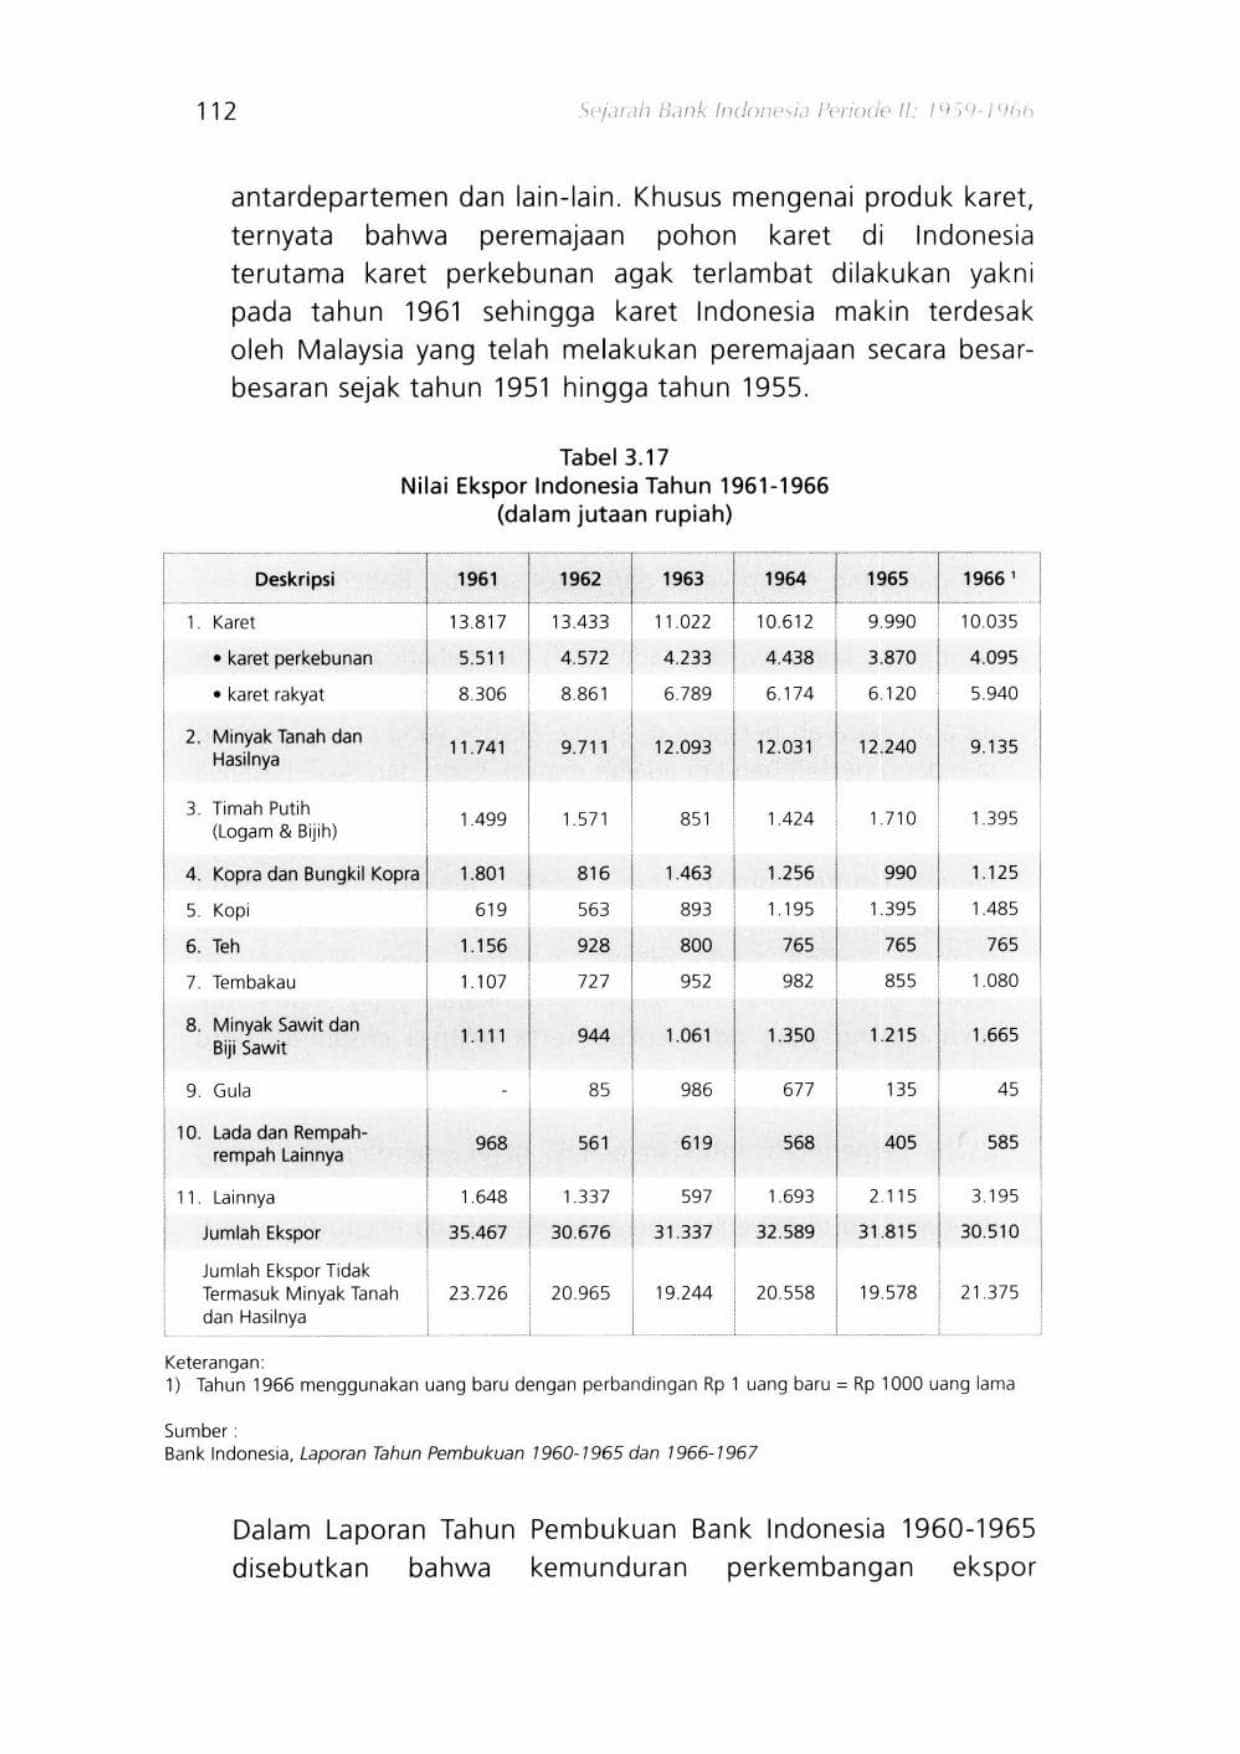 112
Sejarah Bank Indonesia Periode II: 1959-1966
antardepartemen dan lain-lain. Khusus mengenai produk karet,
ternyata bahwa peremajaan pohon karet di Indonesia
terutama karet perkebunan agak terlambat dilakukan yakni
pada tahun 1961 sehingga karet Indonesia makin terdesak
oleh Malaysia yang telah melakukan peremajaan secara besar-
besaran sejak tahun 1951 hingga tahun 1955.
Tabel 3.17
Nilai Ekspor Indonesia Tahun 1961-1966
(dalam jutaan rupiah)
Deskripsi 1961 1962 1963 1964 1965 1966 ¹
1. Karet 13.817 13.433 11.022 10.612 9.990 10.035
• karet perkebunan 5.511 4.572 4.233 4.438 3.870 4.095
• karet rakyat 8.306 8.861 6.789 6.174 6.120 5.940
2. Minyak Tanah dan
Hasilnya 11.741 9.711 12.093 12.031 12.240 9.135
3. Timah Putih
(Logam & Bijih) 1.499 1.571 851 1.424 1.710 1.395
4. Kopra dan Bungkil Kopra 1.801 816 1.463 1.256 990 1.125
5. Kopi 619 563 893 1.195 1.395 1.485
6. Teh 1.156 928 800 765 765 765
7. Tembakau 1.107 727 952 982 855 1.080
8. Minyak Sawit dan
Biji Sawit 1.111 944 1.061 1.350 1.215 1.665
9. Gula - 85 986 677 135 45
10. Lada dan Rempah-
rempah Lainnya 968 561 619 568 405 585
11. Lainnya 1.648 1.337 597 1.693 2.115 3.195
Jumlah Ekspor 35.467 30.676 31.337 32.589 31.815 30.510
Jumlah Ekspor Tidak
Termasuk Minyak Tanah 23.726 20.965 19.244 20.558 19.578 21.375
dan Hasilnya
Keterangan:
1) Tahun 1966 menggunakan uang baru dengan perbandingan Rp 1 uang baru = Rp 1000 uang lama
Sumber :
Bank Indonesia, Laporan Tahun Pembukuan 1960-1965 dan 1966-1967
Dalam Laporan Tahun Pembukuan Bank Indonesia 1960-1965
disebutkan bahwa kemunduran perkembangan ekspor